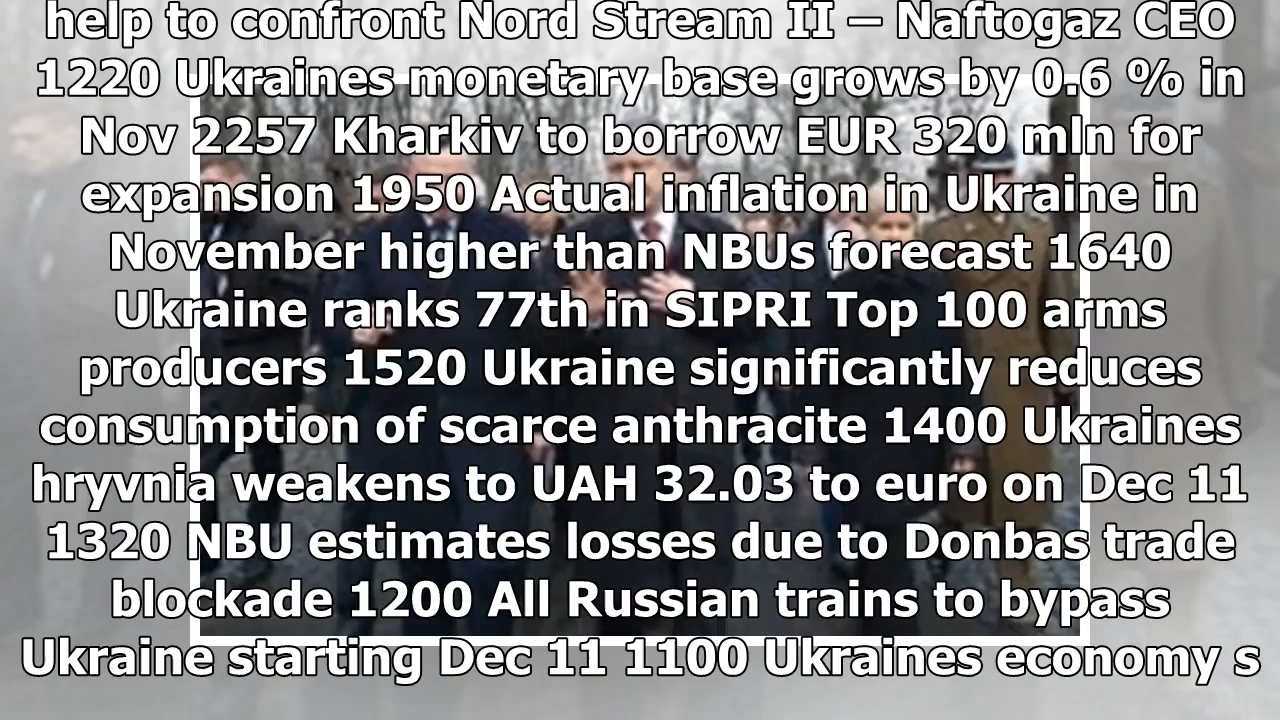 help to confront Nord Stream II – Naftogaz CEO
1220 Ukraines monetary base grows by 0.6 % in
Nov 2257 Kharkiv to borrow EUR 320 mln for
expansion 1950 Actual inflation in Ukraine in
November higher than NBUs forecast 1640
Ukraine ranks 77th in SIPRI Top 100 arms
producers 1520 Ukraine significantly reduces
consumption of scarce anthracite 1400 Ukraines
hryvnia weakens to UAH 32.03 to euro on Dec 11
1320 NBU estimates losses due to Donbas trade
blockade 1200 All Russian trains to bypass
Ukraine starting Dec 11 1100 Ukraines economy s